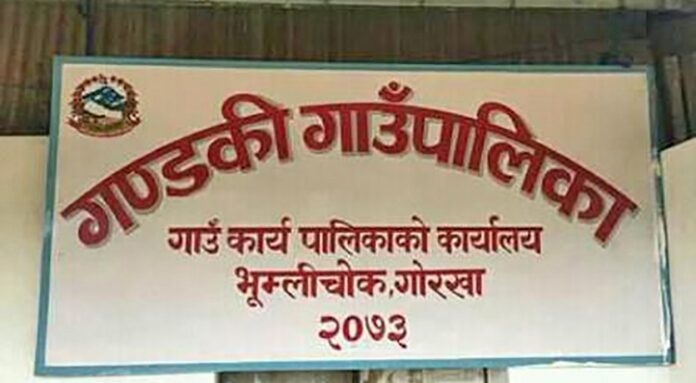 गण्डकी गाउँपालिका
गाउँ कार्य पालिकाको कार्यालय
भूम्लीचोक,गोरखा
२०७३